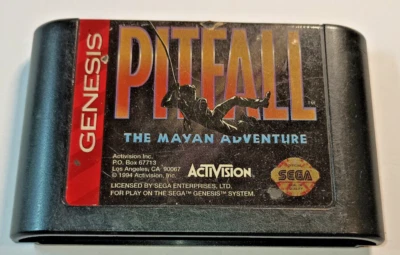 GENESIS
PITFALL
THE MAYAN ADVENTURE
Activision Inc.
P.O. Box 67713
Los Angeles, CA 90067
© 1994 Activision, Inc.
ACTIVISION
SEGA
LICENSED BY SEGA ENTERPRISES, LTD.
FOR PLAY ON THE SEGA™ GENESIS™ SYSTEM.